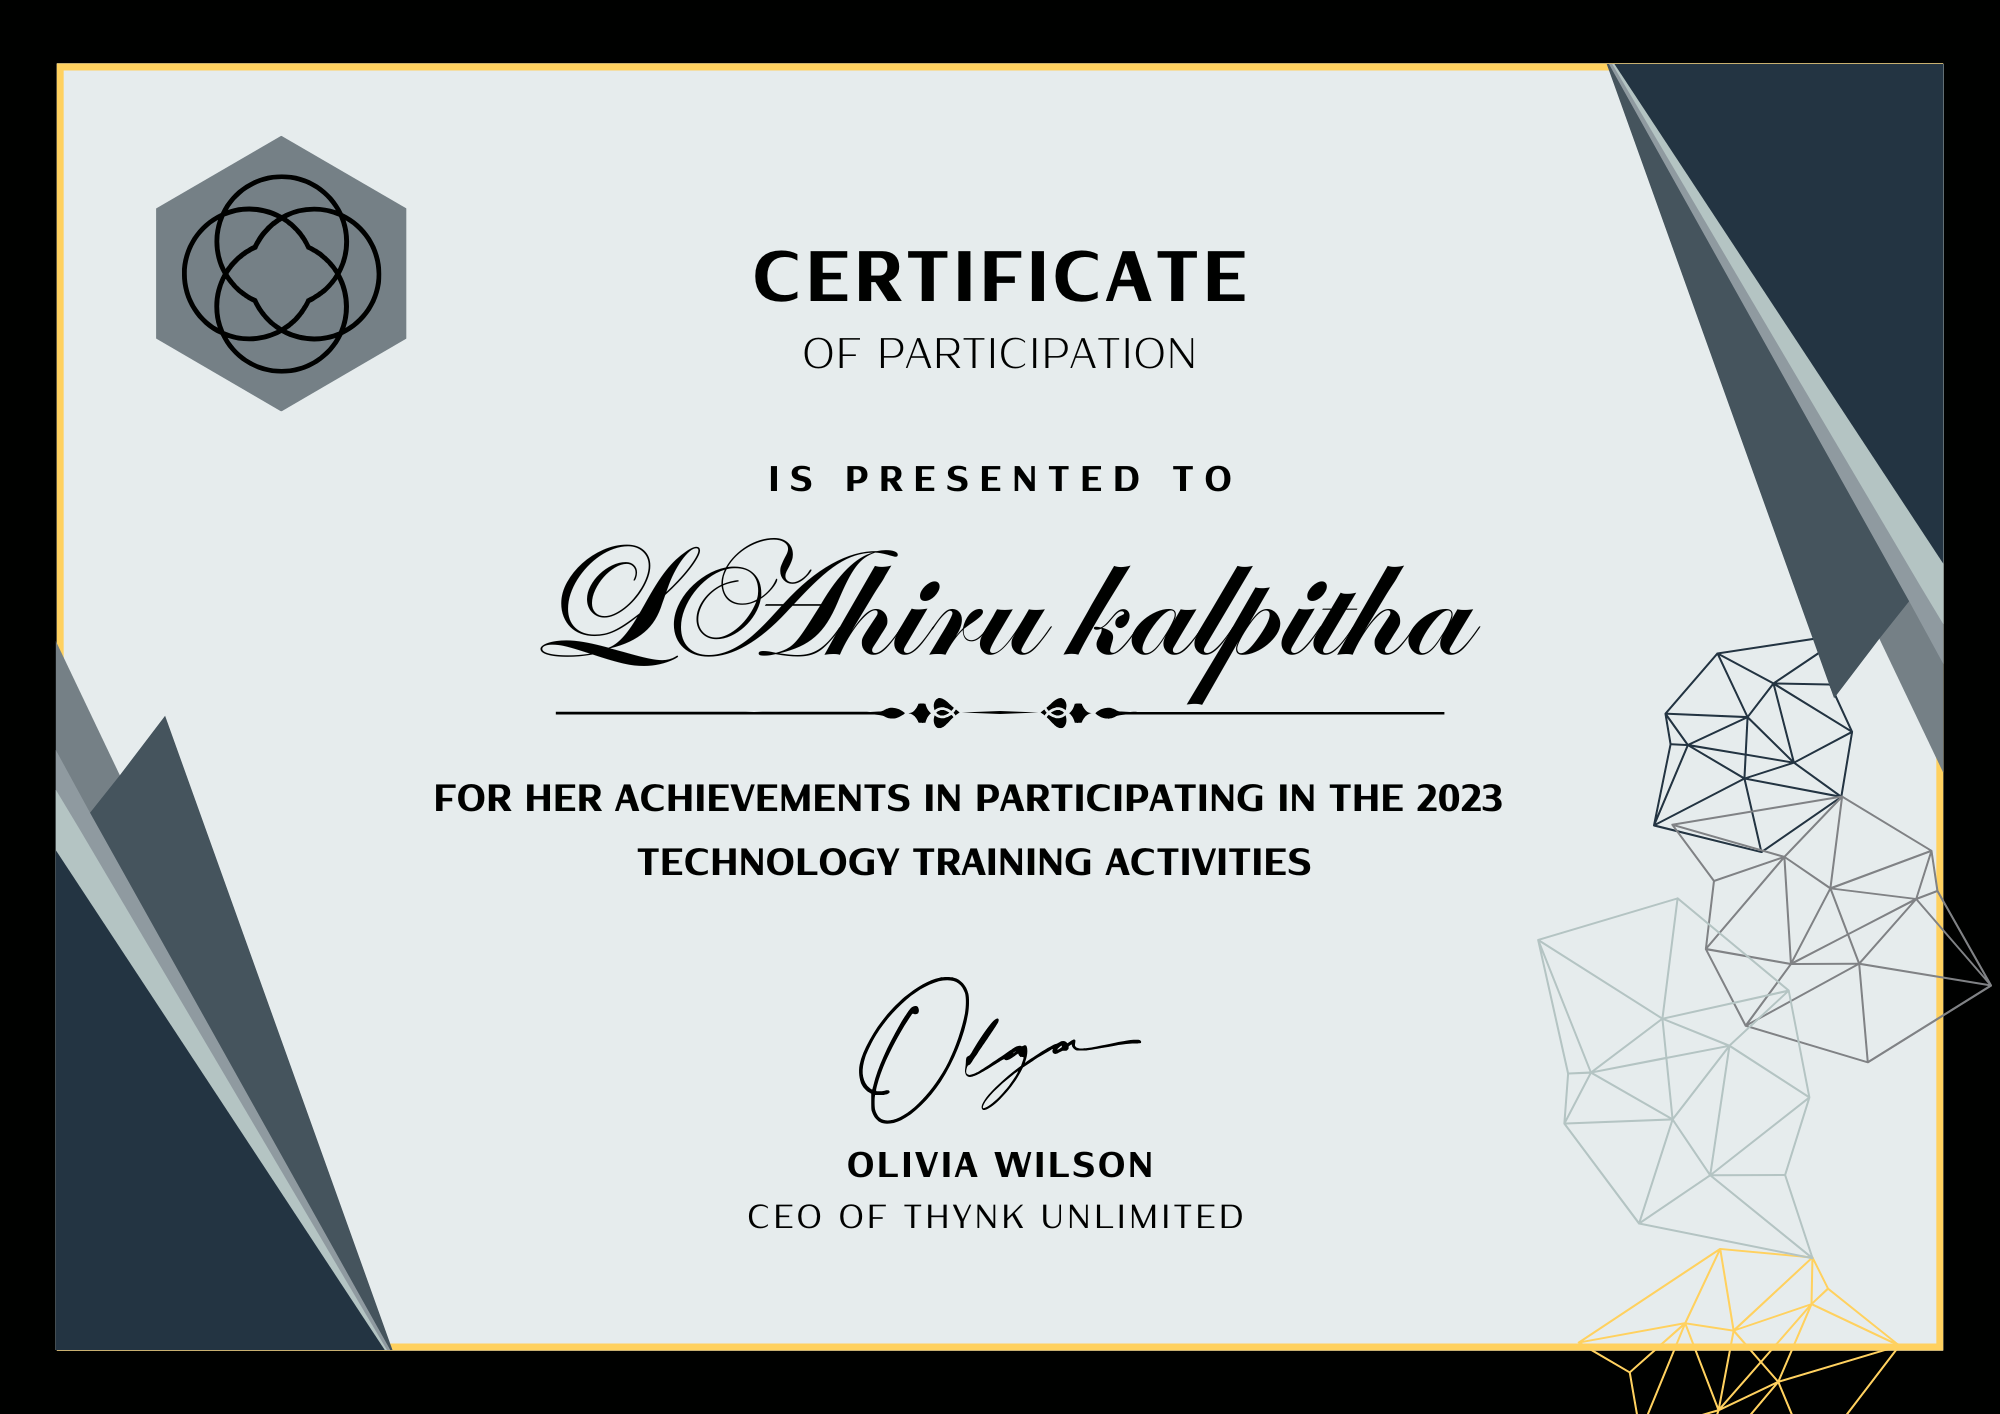 CERTIFICATE
OF PARTICIPATION
IS PRESENTED TO
LAhiru kalpitha
FOR HER ACHIEVEMENTS IN PARTICIPATING IN THE 2023
TECHNOLOGY TRAINING ACTIVITIES
Olga
OLIVIA WILSON
CEO OF THYNK UNLIMITED